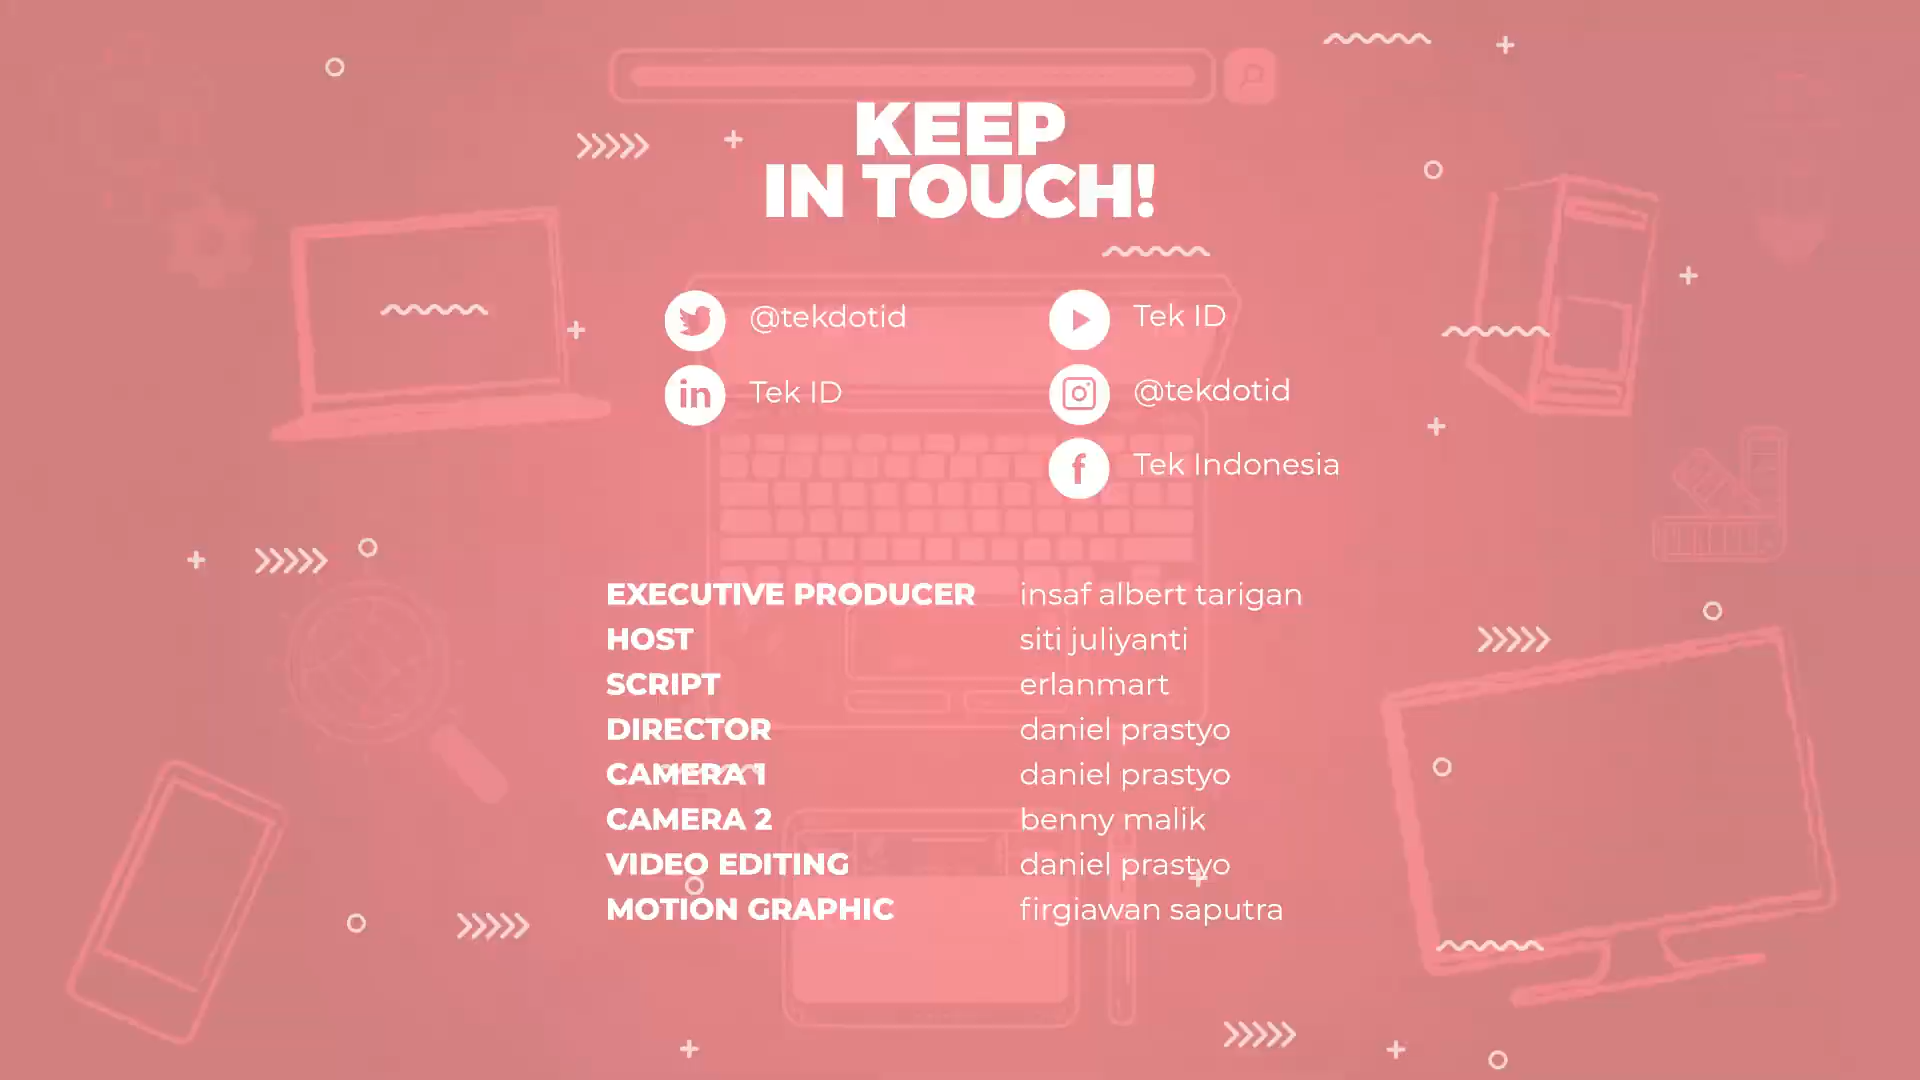 KEEP
IN TOUCH!
@tekdotid
Tek ID
Tek ID
@tekdotid
Tek Indonesia
EXECUTIVE PRODUCER insaf albert tarigan
HOST siti juliyanti
SCRIPT erlanmart
DIRECTOR daniel prastyo
CAMERA 1 daniel prastyo
CAMERA 2 benny malik
VIDEO EDITING daniel prastyo
MOTION GRAPHIC firgiawan saputra